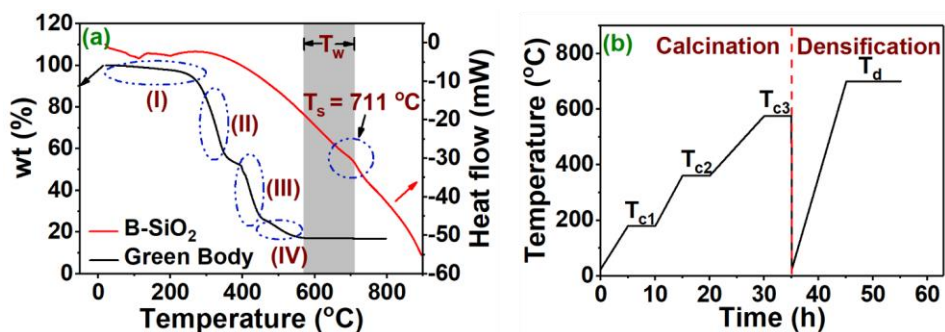 (a)
120
100
80
60
40
20
0
wt (%)
0
200
400
600
800
Temperature (°C)
0
-10
-20
-30
-40
-50
-60
Heat flow (mW)
T_w
T_s = 711 °C
(I)
(II)
(III)
(IV)
B-SiO₂
Green Body
(b)
Calcination
Densification
800
600
400
200
0
Temperature (°C)
T_c1
T_c2
T_c3
T_d
0
10
20
30
40
50
60
Time (h)